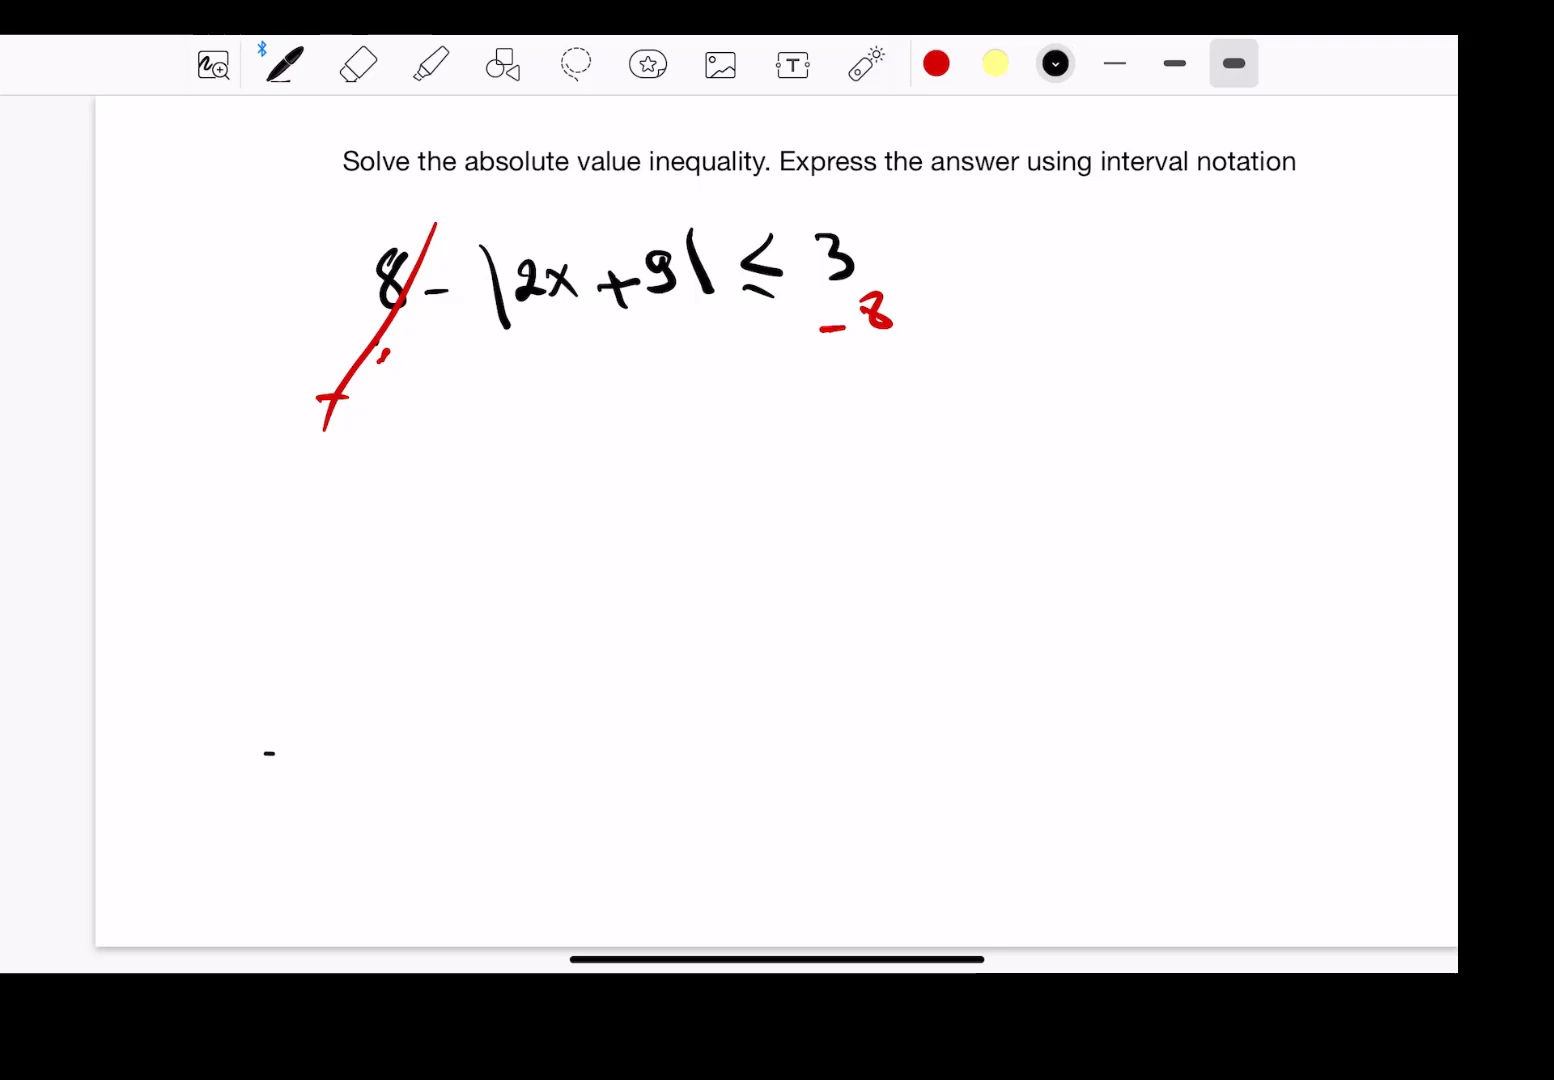 Solve the absolute value inequality. Express the answer using interval notation
8 - |2x + 9| ≤ 3
- 8
-